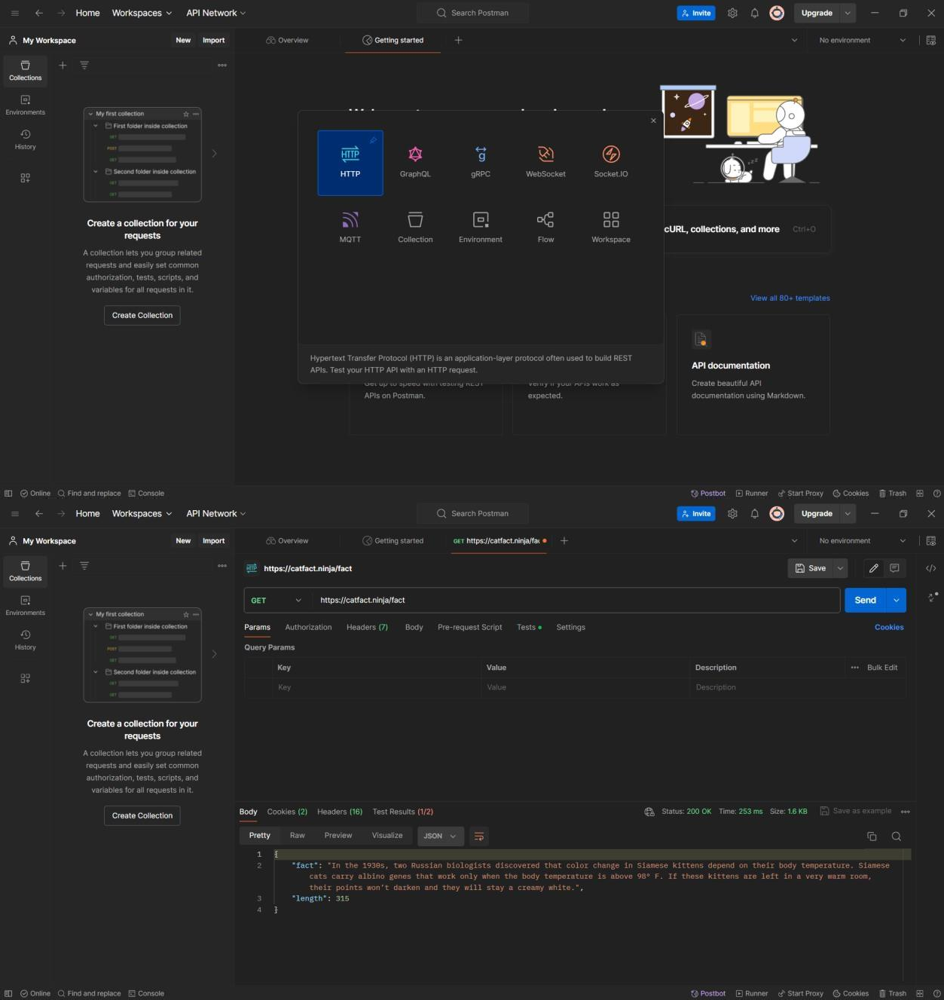 Home Workspaces API Network Search Postman Invite Upgrade
My Workspace New Import Overview Getting started No environment
Collections
Environments
History
My first collection
First folder inside collection
GET
POST
GET
Second folder inside collection
GET
GET
Create a collection for your
requests
A collection lets you group related
requests and easily set common
authorization, tests, scripts, and
variables for all requests in it.
Create Collection
HTTP
HTTP GraphQL gRPC WebSocket Socket.IO
MQTT Collection Environment Flow Workspace
Hypertext Transfer Protocol (HTTP) is an application-layer protocol often used to build REST
APIs. Test your HTTP API with an HTTP request.
cURL, collections, and more Ctrl+O
View all 80+ templates
Get up to speed with testing REST
APIs on Postman.
Verify if your APIs work as
expected.
API documentation
Create beautiful API
documentation using Markdown.
Online Find and replace Console Postbot Runner Start Proxy Cookies Trash
Home Workspaces API Network Search Postman Invite Upgrade
My Workspace New Import Overview Getting started GET https://catfact.ninja/fac No environment
Collections
Environments
History
My first collection
First folder inside collection
GET
POST
GET
Second folder inside collection
GET
GET
Create a collection for your
requests
A collection lets you group related
requests and easily set common
authorization, tests, scripts, and
variables for all requests in it.
Create Collection
HTTP https://catfact.ninja/fact Save
GET https://catfact.ninja/fact Send
Params Authorization Headers (7) Body Pre-request Script Tests Settings Cookies
Query Params
Key Value Description Bulk Edit
Key Value Description
Body Cookies (2) Headers (16) Test Results (1/2) Status: 200 OK Time: 253 ms Size: 1.6 KB Save as example
Pretty Raw Preview Visualize JSON
1 {
2 "fact": "In the 1930s, two Russian biologists discovered that color change in Siamese kittens depend on their body temperature. Siamese
cats carry albino genes that work only when the body temperature is above 98° F. If these kittens are left in a very warm room,
their points won't darken and they will stay a creamy white.",
3 "length": 315
4 }
Online Find and replace Console Postbot Runner Start Proxy Cookies Trash